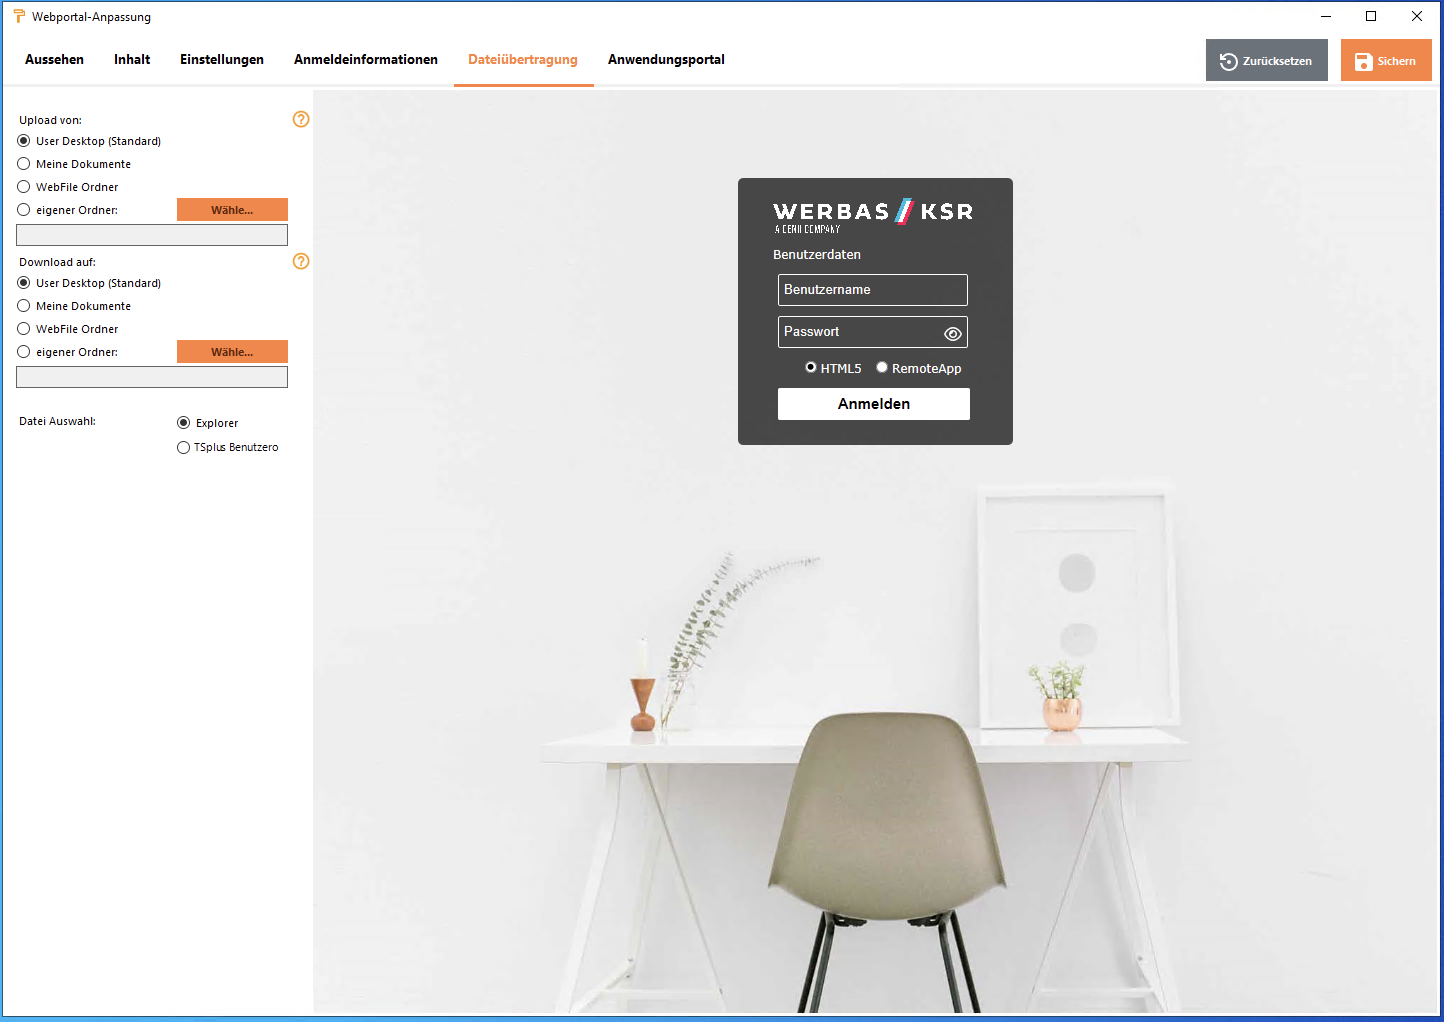 Webportal-Anpassung
Aussehen Inhalt Einstellungen Anmeldeinformationen Dateiübertragung Anwendungsportal Zurücksetzen Sichern
Upload von:
User Desktop (Standard)
Meine Dokumente
WebFile Ordner
eigener Ordner: Wähle...
Download auf:
User Desktop (Standard)
Meine Dokumente
WebFile Ordner
eigener Ordner: Wähle...
Datei Auswahl: Explorer
TSplus Benutzero
WERBAS KSR
A CENIT COMPANY
Benutzerdaten
Benutzername
Passwort
HTML5 RemoteApp
Anmelden